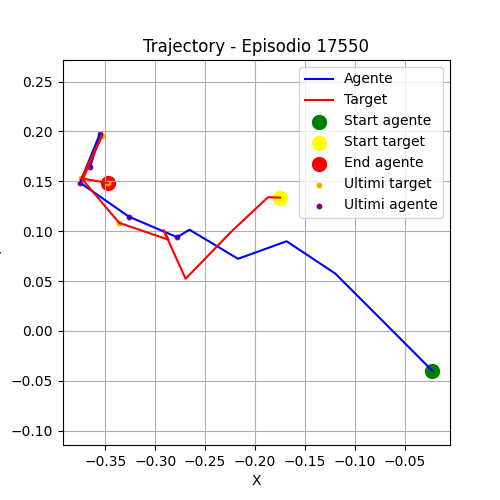 Trajectory - Episodio 17550
Agente
Target
Start agente
Start target
End agente
Ultimi target
Ultimi agente
0.25
0.20
0.15
0.10
0.05
0.00
−0.05
−0.10
−0.35 −0.30 −0.25 −0.20 −0.15 −0.10 −0.05
X